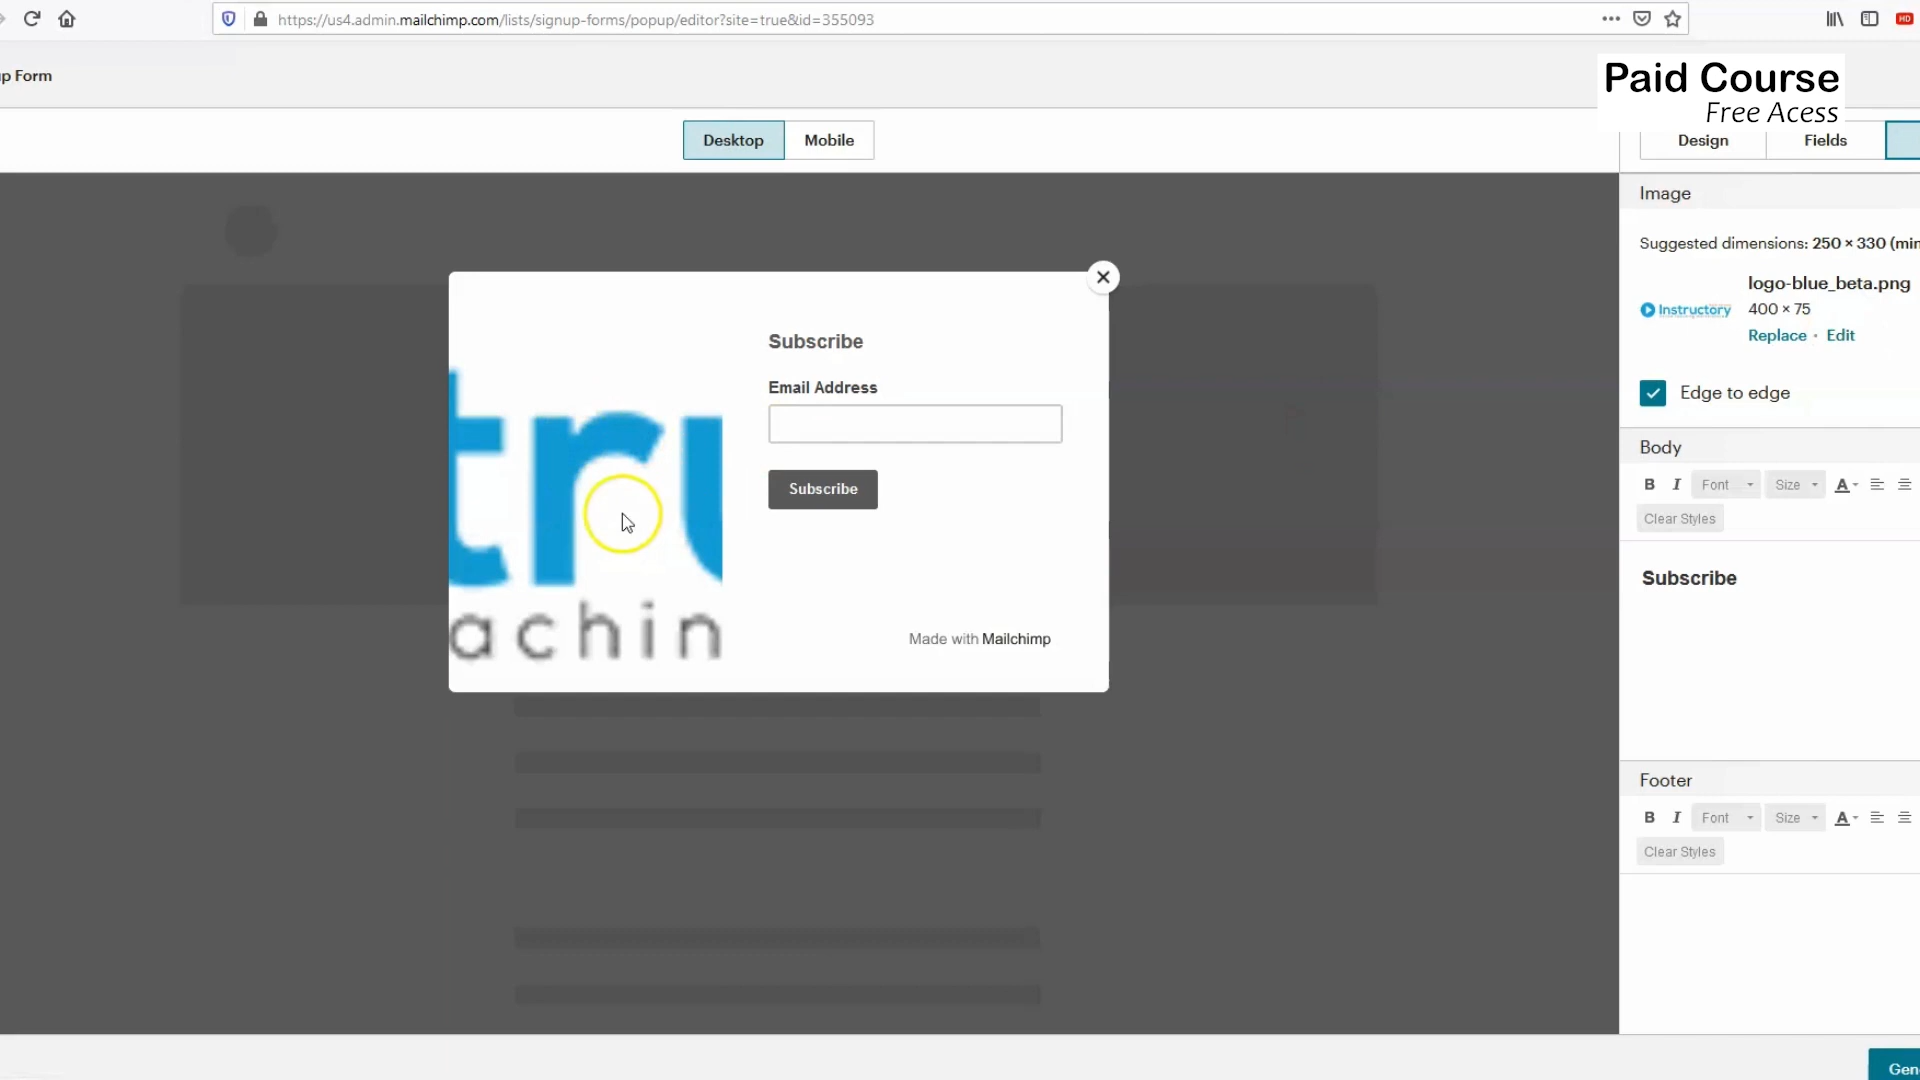 https://us4.admin.mailchimp.com/lists/signup-forms/popup/editor?site=true&id=355093
HD
p Form
Paid Course
Free Acess
Desktop
Mobile
Design
Fields
Image
Suggested dimensions: 250 × 330 (min
logo-blue_beta.png
Instructory
400 × 75
Replace · Edit
Edge to edge
Subscribe
Email Address
Subscribe
tru
achin
Made with Mailchimp
Body
B I Font Size A
Clear Styles
Subscribe
Footer
B I Font Size A
Clear Styles
Gen